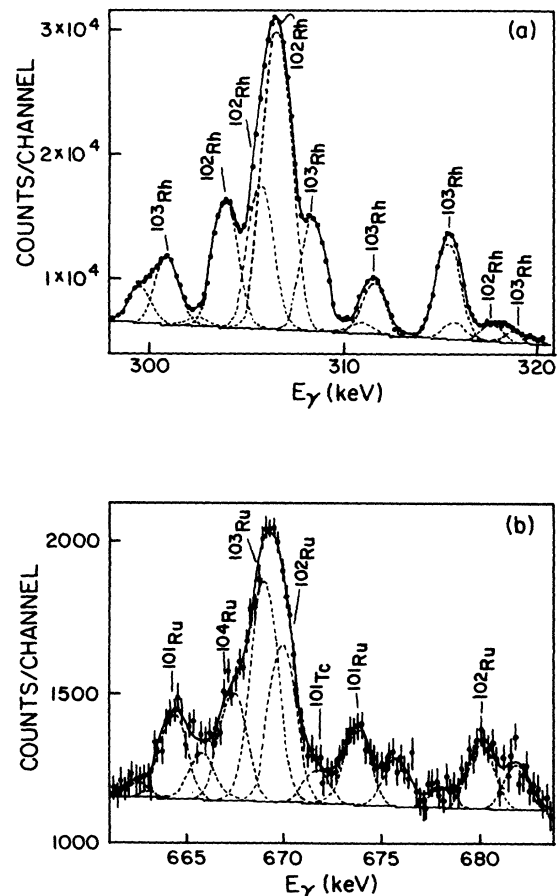 (a)
3×10⁴
2×10⁴
1×10⁴
COUNTS/CHANNEL
¹⁰³Rh
¹⁰²Rh
¹⁰²Rh
¹⁰²Rh
¹⁰³Rh
¹⁰³Rh
¹⁰³Rh
¹⁰²Rh
¹⁰³Rh
300 310 320
Eγ (keV)
(b)
2000
1500
1000
COUNTS/CHANNEL
¹⁰¹Ru
¹⁰⁴Ru
¹⁰³Ru
¹⁰²Ru
¹⁰¹Tc
¹⁰¹Ru
¹⁰²Ru
665 670 675 680
Eγ (keV)